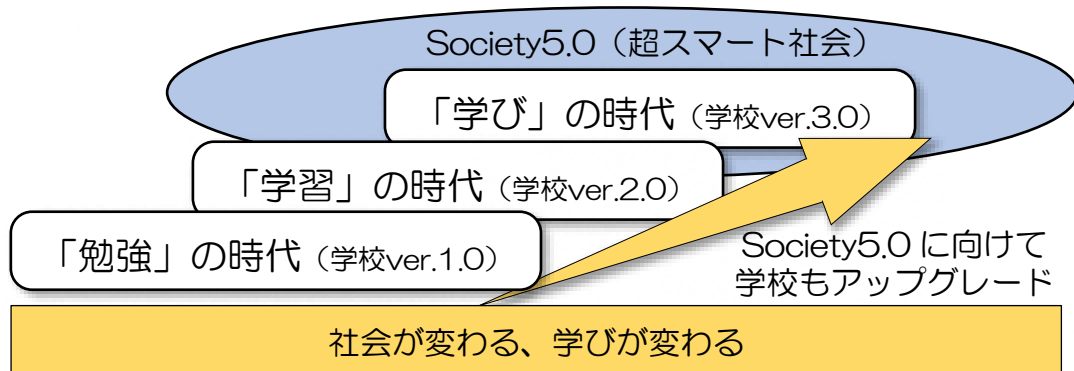 Society5.0（超スマート社会）
「学び」の時代（学校ver.3.0）
「学習」の時代（学校ver.2.0）
「勉強」の時代（学校ver.1.0）
Society5.0 に向けて
学校もアップグレード
社会が変わる、学びが変わる